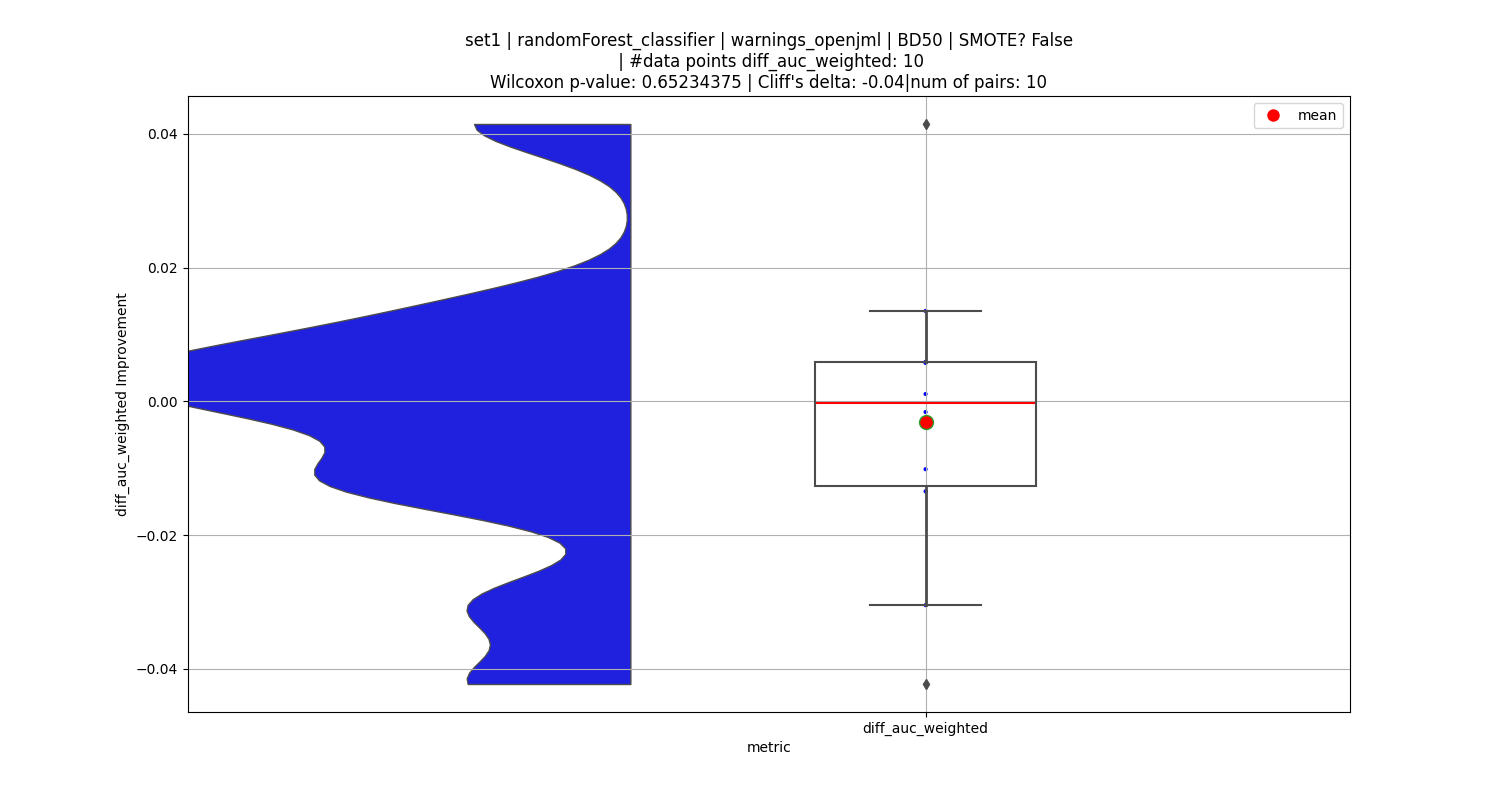 set1 | randomForest_classifier | warnings_openjml | BD50 | SMOTE? False
| #data points diff_auc_weighted: 10
Wilcoxon p-value: 0.65234375 | Cliff's delta: -0.04|num of pairs: 10
mean
0.04
0.02
0.00
−0.02
−0.04
diff_auc_weighted Improvement
diff_auc_weighted
metric